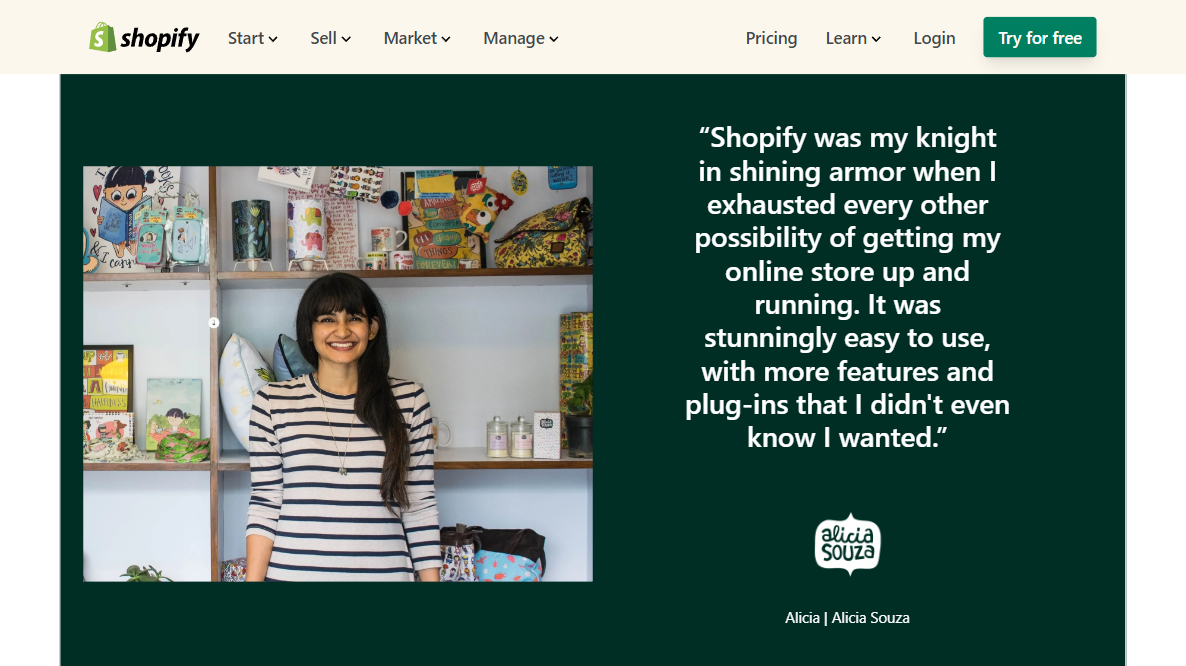 shopify Start Sell Market Manage Pricing Learn Login Try for free
“Shopify was my knight
in shining armor when I
exhausted every other
possibility of getting my
online store up and
running. It was
stunningly easy to use,
with more features and
plug-ins that I didn't even
know I wanted.”
alicia
SOUZA
Alicia | Alicia Souza